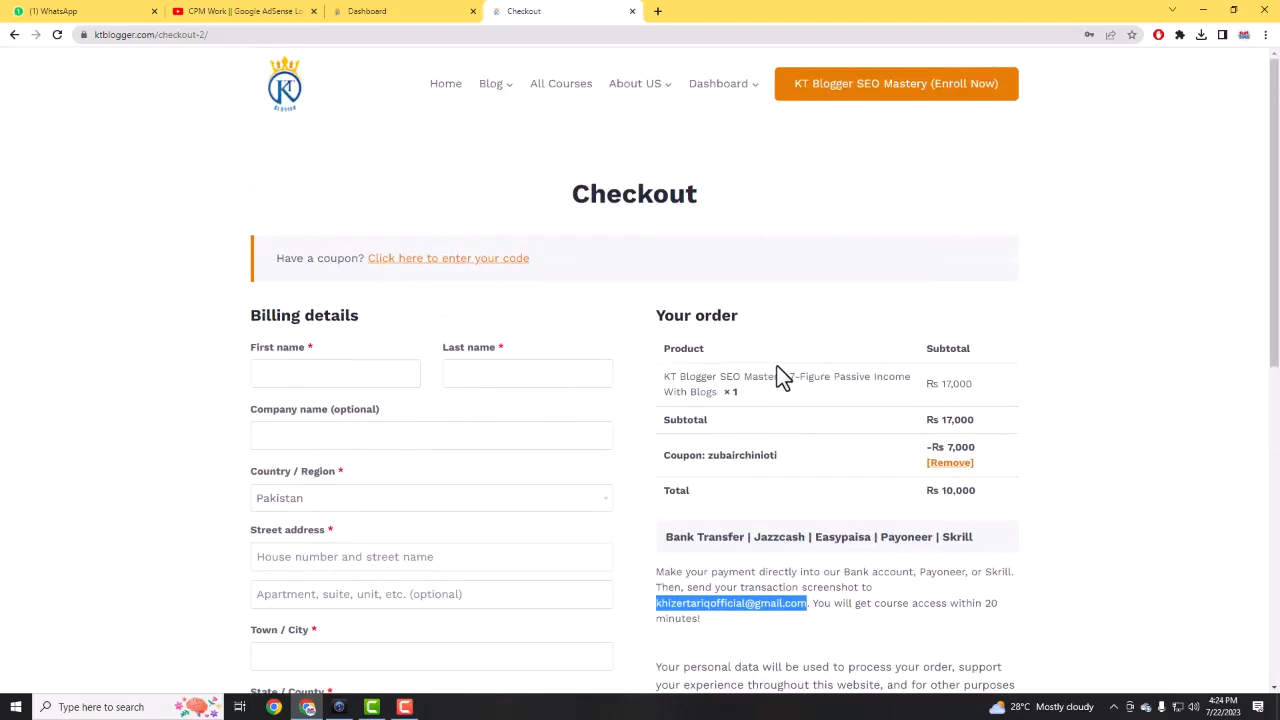 (1) WhatsApp
CPM Work | Google
AdSense Lo
Address of Streets
Dashboard
Checkout
ktblogger.com/checkout-2/
KT
BLOGGER
Home
Blog
All Courses
About US
Dashboard
KT Blogger SEO Mastery (Enroll Now)
Checkout
Have a coupon? Click here to enter your code
Billing details
First name *
Last name *
Company name (optional)
Country / Region *
Pakistan
Street address *
House number and street name
Apartment, suite, unit, etc. (optional)
Town / City *
State / County *
Your order
Product
Subtotal
KT Blogger SEO Master 7-Figure Passive Income
With Blogs × 1
₨ 17,000
Subtotal
₨ 17,000
Coupon: zubairchinioti
-₨ 7,000
[Remove]
Total
₨ 10,000
Bank Transfer | Jazzcash | Easypaisa | Payoneer | Skrill
Make your payment directly into our Bank account, Payoneer, or Skrill.
Then, send your transaction screenshot to
khizertariqofficial@gmail.com. You will get course access within 20
minutes!
Your personal data will be used to process your order, support
your experience throughout this website, and for other purposes
Type here to search
28°C Mostly cloudy
4:24 PM
7/22/2023